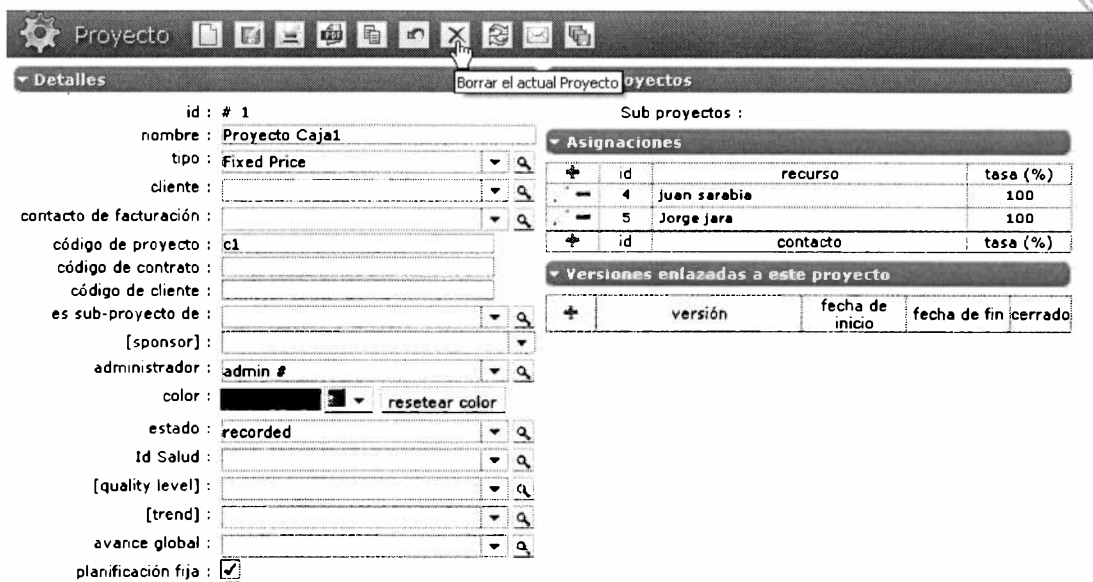 Proyecto
Borrar el actual Proyecto
Detalles
id : # 1
nombre : Proyecto Caja1
tipo : Fixed Price
cliente :
contacto de facturación :
código de proyecto : c1
código de contrato :
código de cliente :
es sub-proyecto de :
[sponsor] :
administrador : admin #
color : resetear color
estado : recorded
Id Salud :
[quality level] :
[trend] :
avance global :
planificación fija :
oyectos
Sub proyectos :
Asignaciones
id recurso tasa (%)
4 juan sarabia 100
5 Jorge jara 100
id contacto tasa (%)
Versiones enlazadas a este proyecto
versión fecha de inicio fecha de fin cerrado